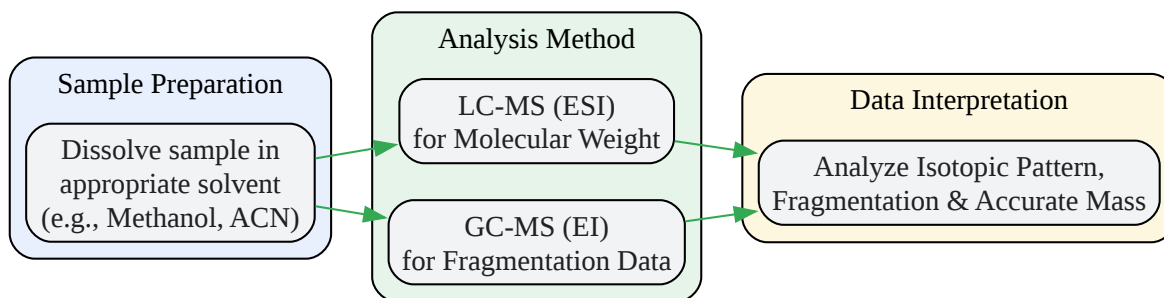 Sample Preparation
Dissolve sample in
appropriate solvent
(e.g., Methanol, ACN)
Analysis Method
LC-MS (ESI)
for Molecular Weight
GC-MS (EI)
for Fragmentation Data
Data Interpretation
Analyze Isotopic Pattern,
Fragmentation & Accurate Mass